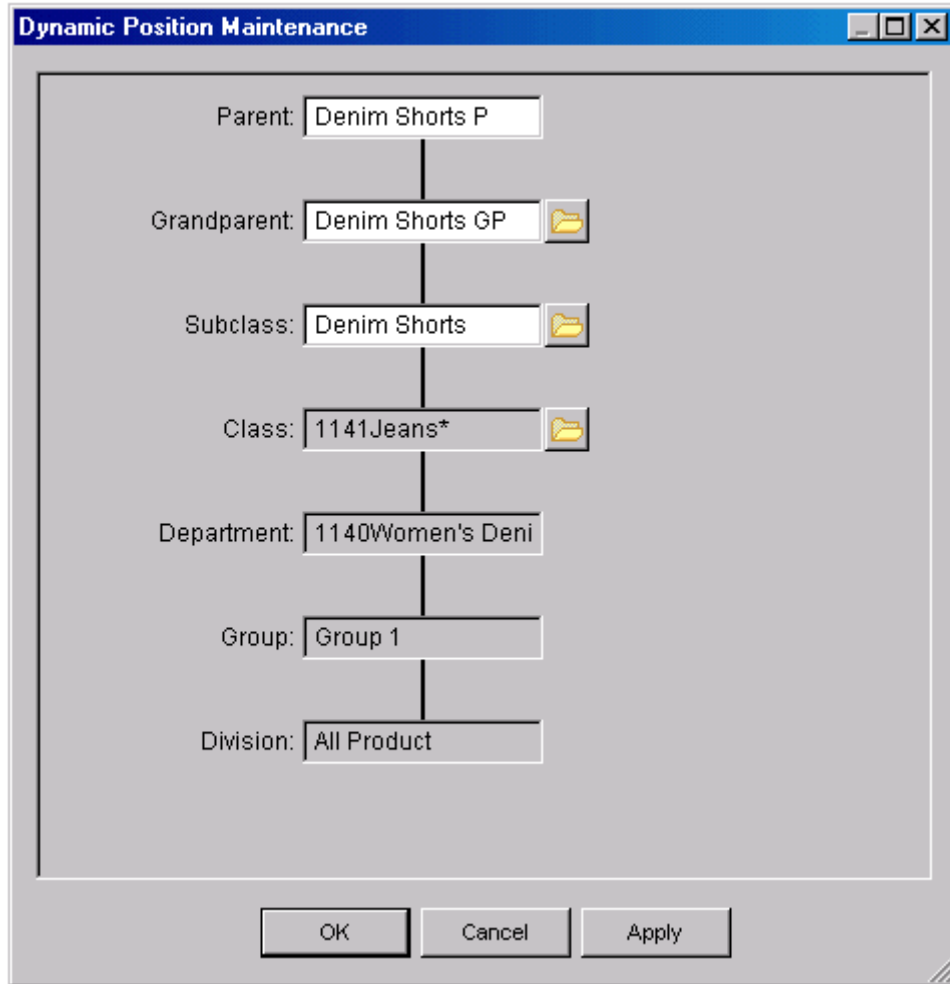 Dynamic Position Maintenance
Parent: Denim Shorts P
Grandparent: Denim Shorts GP
Subclass: Denim Shorts
Class: 1141Jeans*
Department: 1140Women's Deni
Group: Group 1
Division: All Product
OK Cancel Apply